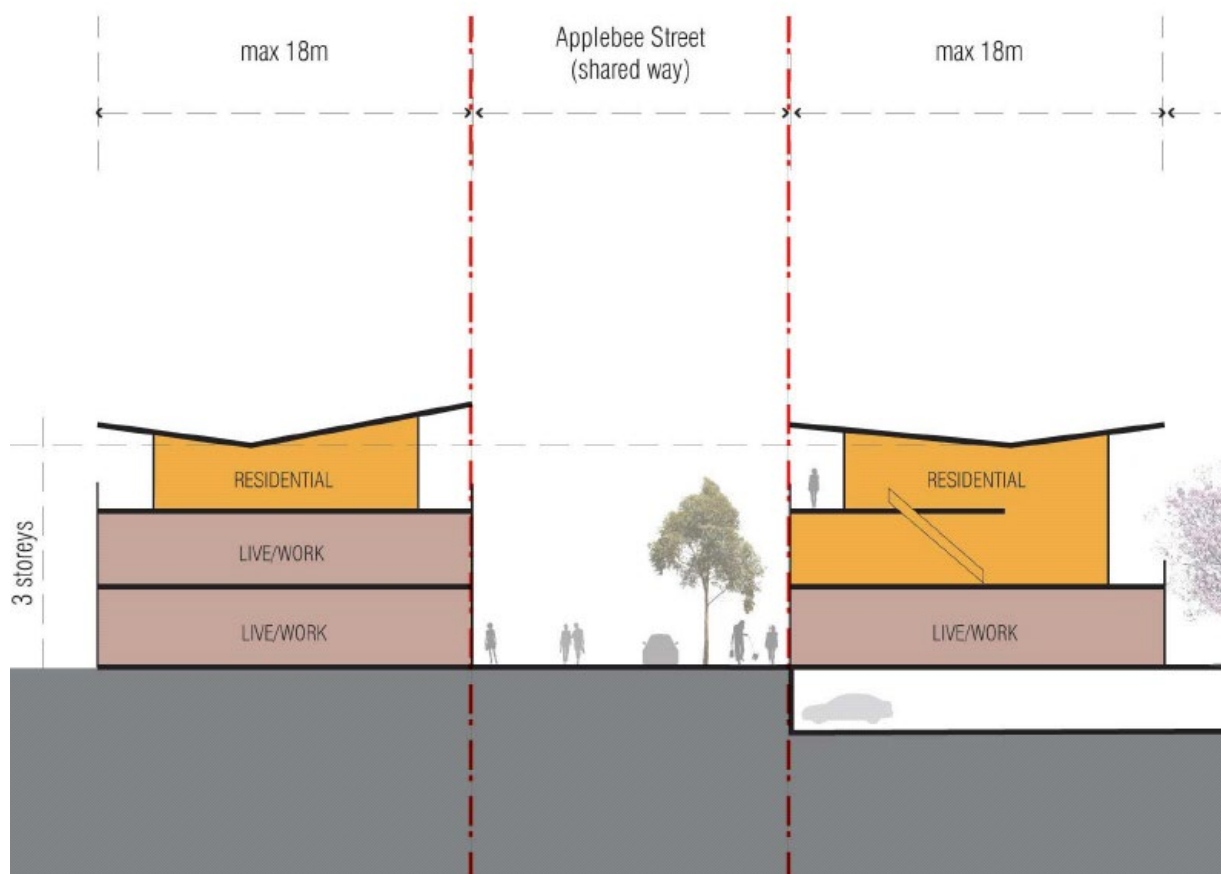 max 18m
Applebee Street
(shared way)
max 18m
RESIDENTIAL
RESIDENTIAL
LIVE/WORK
3 storeys
LIVE/WORK
LIVE/WORK